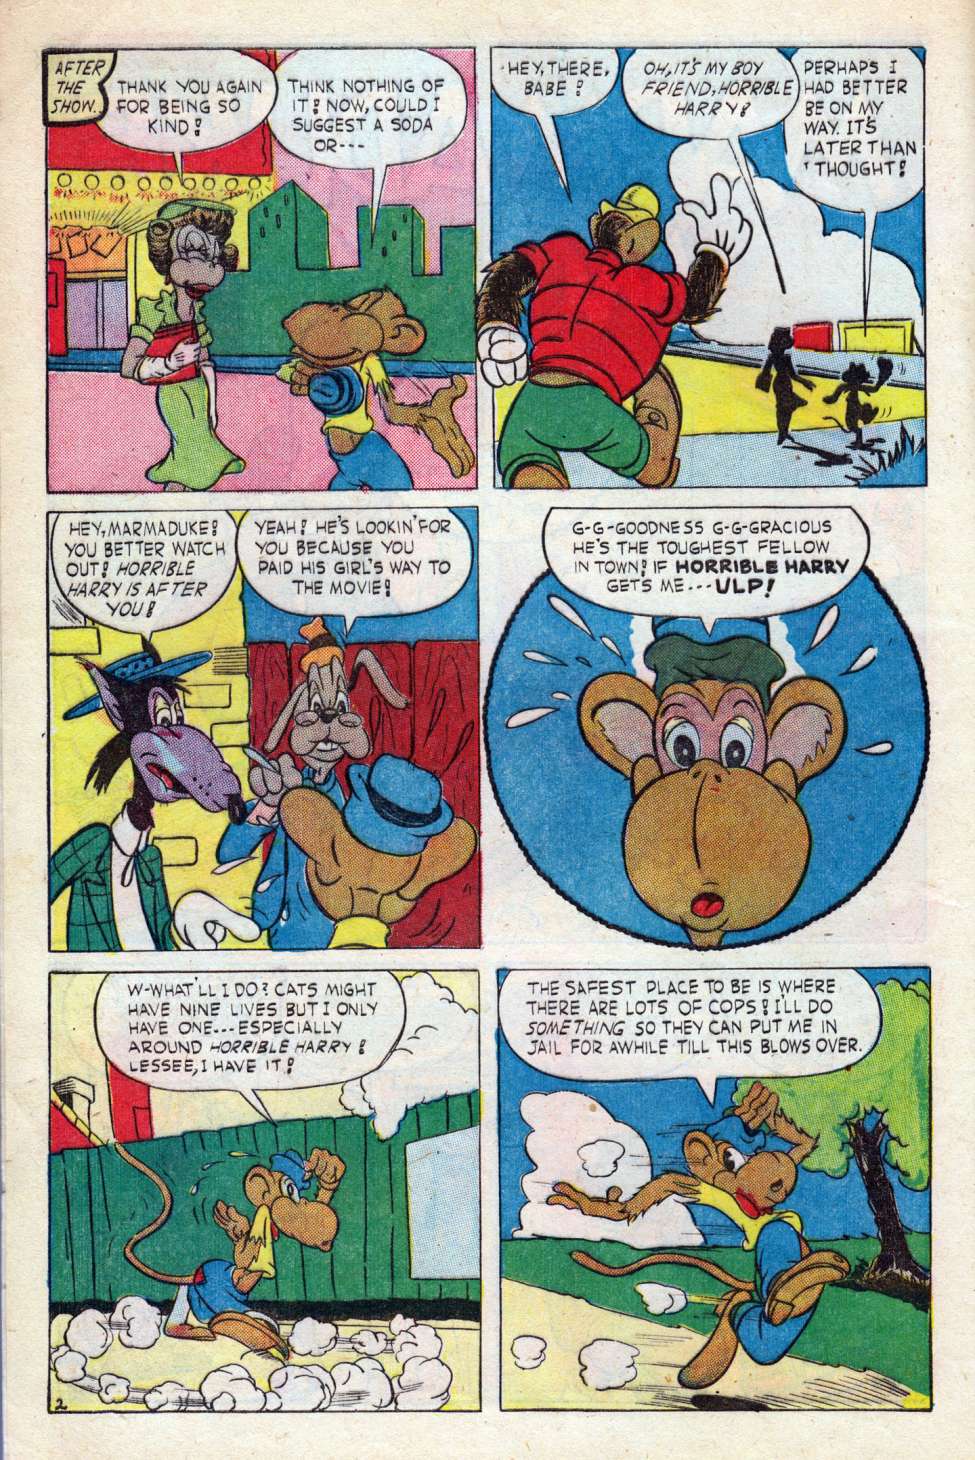 AFTER
THE
SHOW...
THANK YOU AGAIN
FOR BEING SO
KIND!
THINK NOTHING OF
IT! NOW, COULD I
SUGGEST A SODA
OR---
HEY, THERE,
BABE!
OH, IT'S MY BOY
FRIEND, HORRIBLE
HARRY!
PERHAPS I
HAD BETTER
BE ON MY
WAY. IT'S
LATER THAN
I THOUGHT!
HEY, MARMADUKE!
YOU BETTER WATCH
OUT! HORRIBLE
HARRY IS AFTER
YOU!
YEAH! HE'S LOOKIN' FOR
YOU BECAUSE YOU
PAID HIS GIRL'S WAY TO
THE MOVIE!
G-G-GOODNESS G-G-GRACIOUS
HE'S THE TOUGHEST FELLOW
IN TOWN! IF HORRIBLE HARRY
GETS ME --- ULP!
W-WHAT'LL I DO? CATS MIGHT
HAVE NINE LIVES BUT I ONLY
HAVE ONE---ESPECIALLY
AROUND HORRIBLE HARRY!
LESSEE, I HAVE IT!
THE SAFEST PLACE TO BE IS WHERE
THERE ARE LOTS OF COPS! I'LL DO
SOMETHING SO THEY CAN PUT ME IN
JAIL FOR AWHILE TILL THIS BLOWS OVER.
2